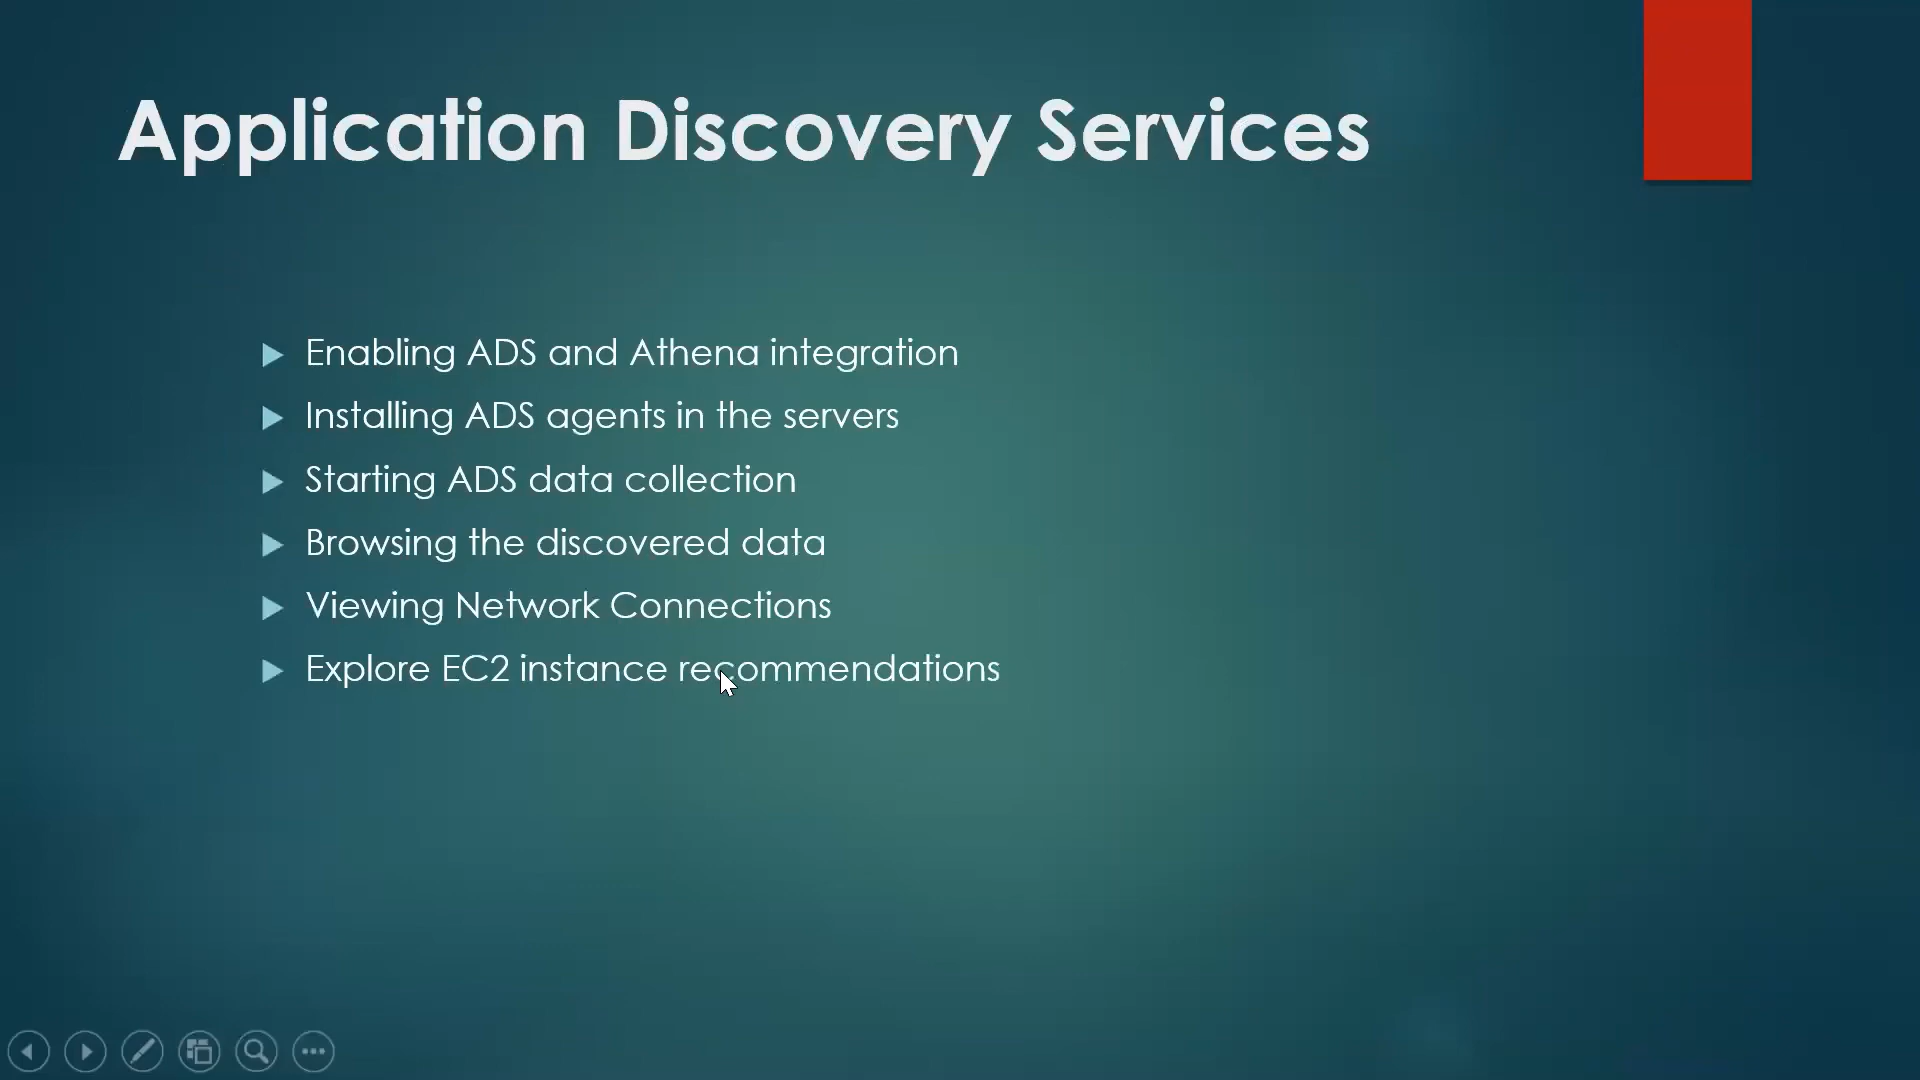 Application Discovery Services
Enabling ADS and Athena integration
Installing ADS agents in the servers
Starting ADS data collection
Browsing the discovered data
Viewing Network Connections
Explore EC2 instance recommendations